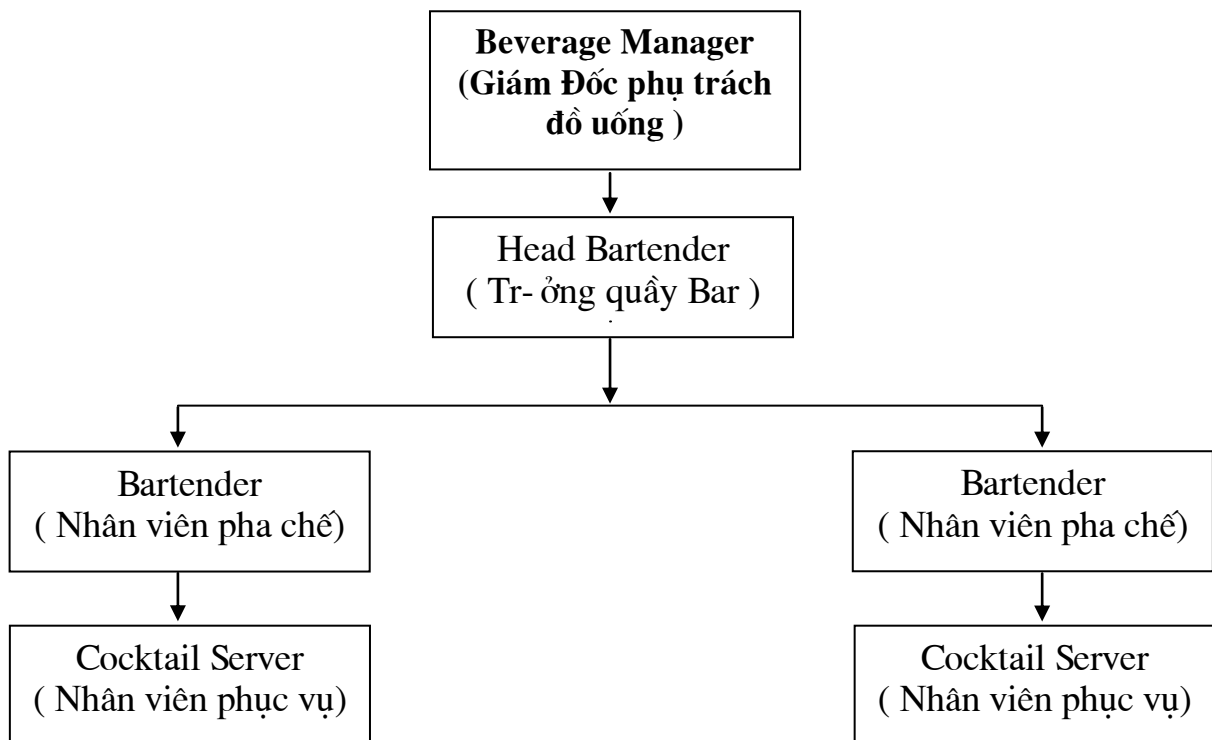 Beverage Manager
(Giám Đốc phụ trách
đồ uống )
Head Bartender
( Tr- ởng quầy Bar )
Bartender
( Nhân viên pha chế)
Bartender
( Nhân viên pha chế)
Cocktail Server
( Nhân viên phục vụ)
Cocktail Server
( Nhân viên phục vụ)